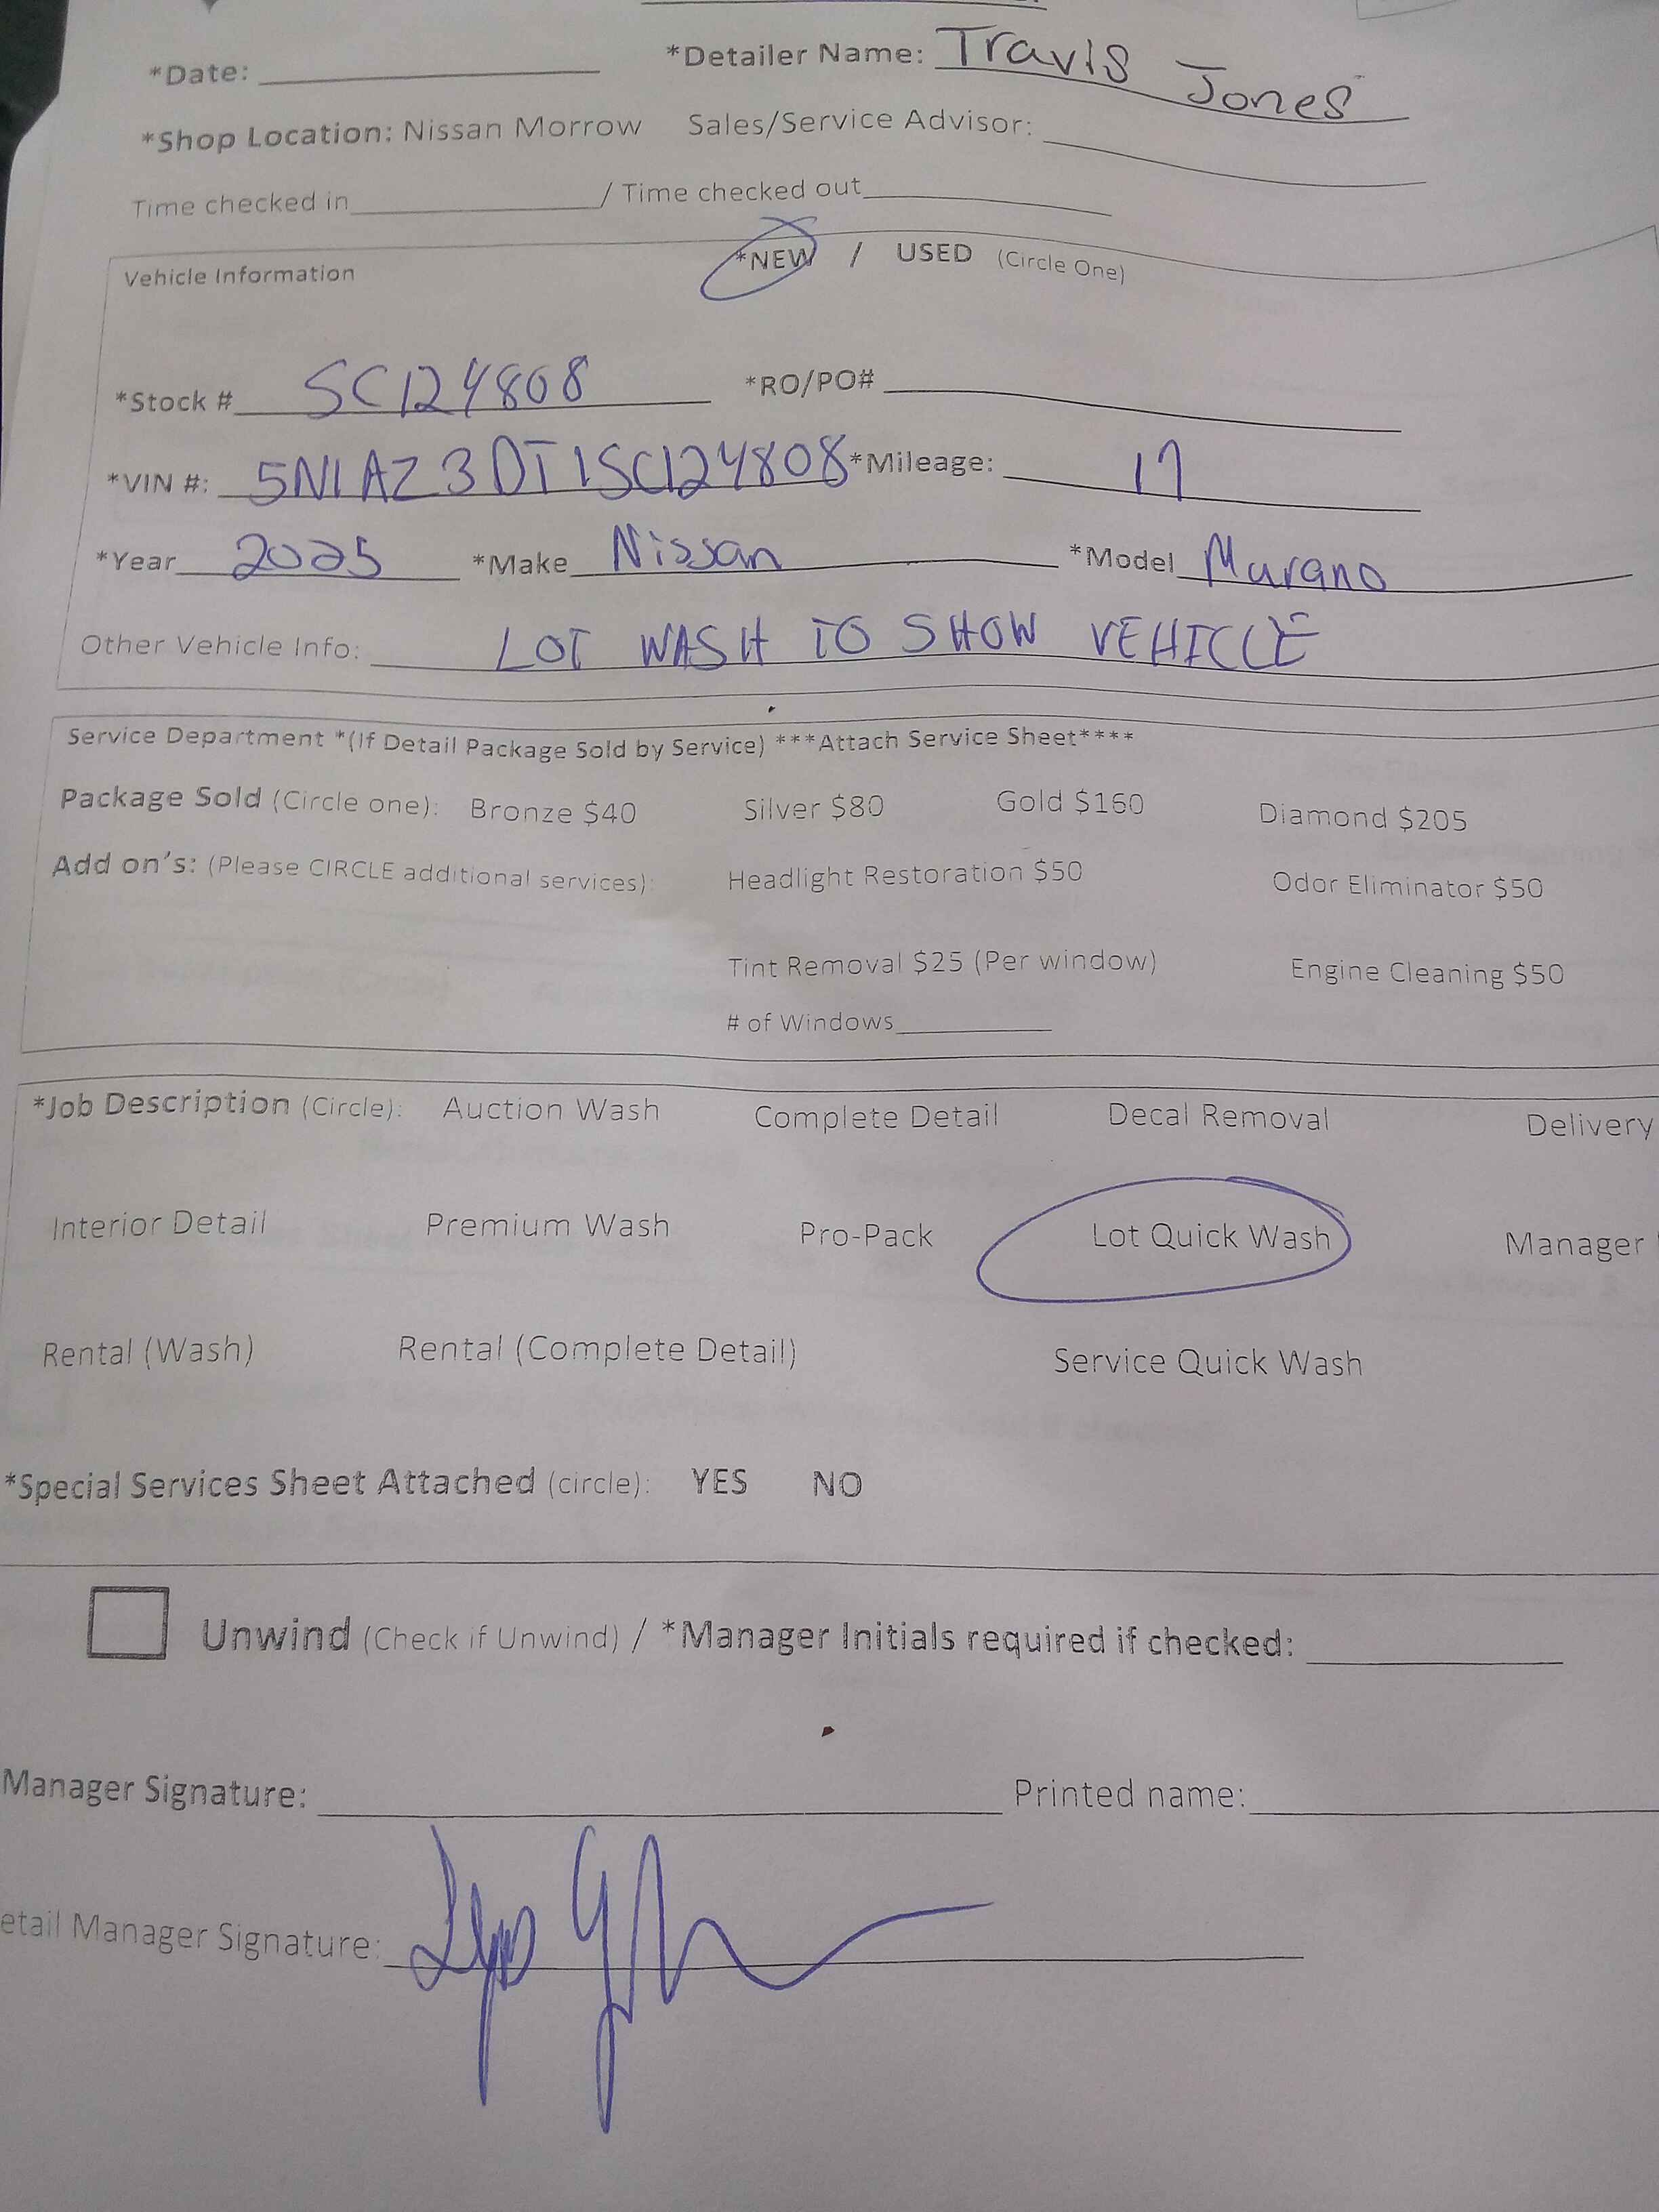 *Date: *Detailer Name: Travis Jones
*Shop Location: Nissan Morrow Sales/Service Advisor:
Time checked in / Time checked out
Vehicle Information *NEW / USED (Circle One)
*Stock # SC124808 *RO/PO#
*VIN #: 5N1AZ3DT1SC124808 *Mileage: 17
*Year 2025 *Make Nissan *Model Murano
Other Vehicle Info: LOT WASH TO SHOW VEHICLE
Service Department *(If Detail Package Sold by Service) ***Attach Service Sheet****
Package Sold (Circle one): Bronze $40 Silver $80 Gold $160 Diamond $205
Add on's: (Please CIRCLE additional services): Headlight Restoration $50 Odor Eliminator $50
Tint Removal $25 (Per window) Engine Cleaning $50
# of Windows
*Job Description (Circle): Auction Wash Complete Detail Decal Removal Delivery
Interior Detail Premium Wash Pro-Pack Lot Quick Wash Manager
Rental (Wash) Rental (Complete Detail) Service Quick Wash
*Special Services Sheet Attached (circle): YES NO
Unwind (Check if Unwind) / *Manager Initials required if checked:
Manager Signature: Printed name:
etail Manager Signature: